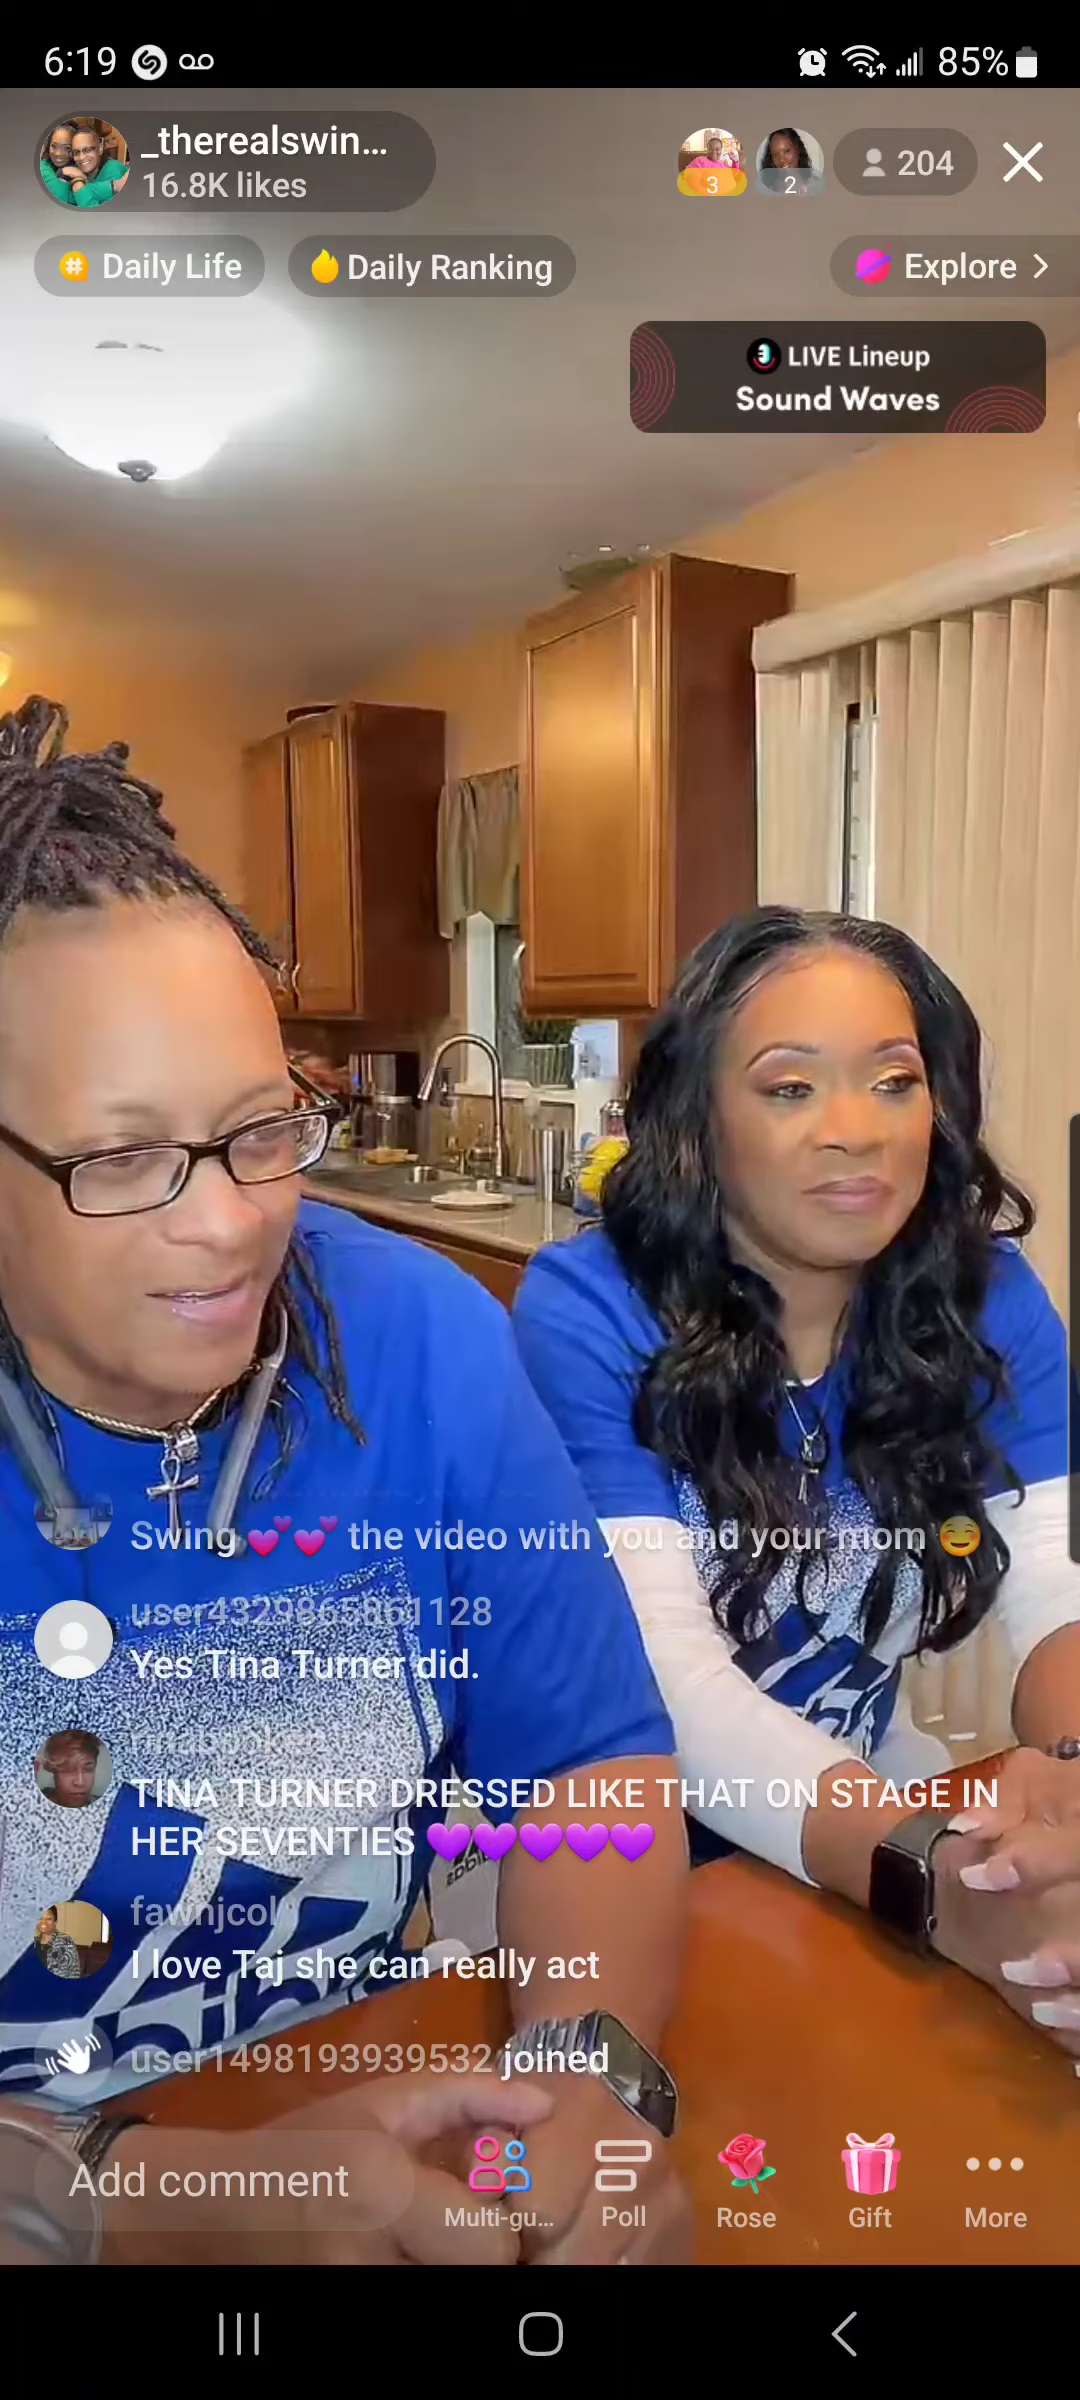 6:19
85%
_therealswin...
16.8K likes
3
2
204
Daily Life
Daily Ranking
Explore >
LIVE Lineup
Sound Waves
Swing 💕💕 the video with you and your mom ☺️
user4329865861128
Yes Tina Turner did.
TINA TURNER DRESSED LIKE THAT ON STAGE IN
HER SEVENTIES 💜💜💜💜💜
fawnjcol
I love Taj she can really act
user1498193939532 joined
Add comment
Multi-gu...
Poll
Rose
Gift
More